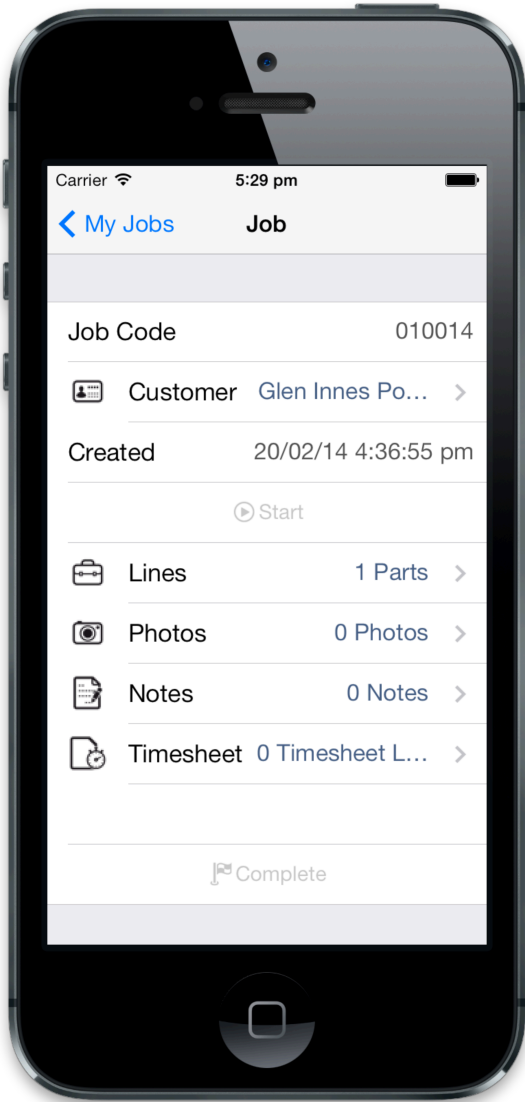 Carrier 5:29 pm
My Jobs Job
Job Code 010014
Customer Glen Innes Po...
Created 20/02/14 4:36:55 pm
Start
Lines 1 Parts
Photos 0 Photos
Notes 0 Notes
Timesheet 0 Timesheet L...
Complete